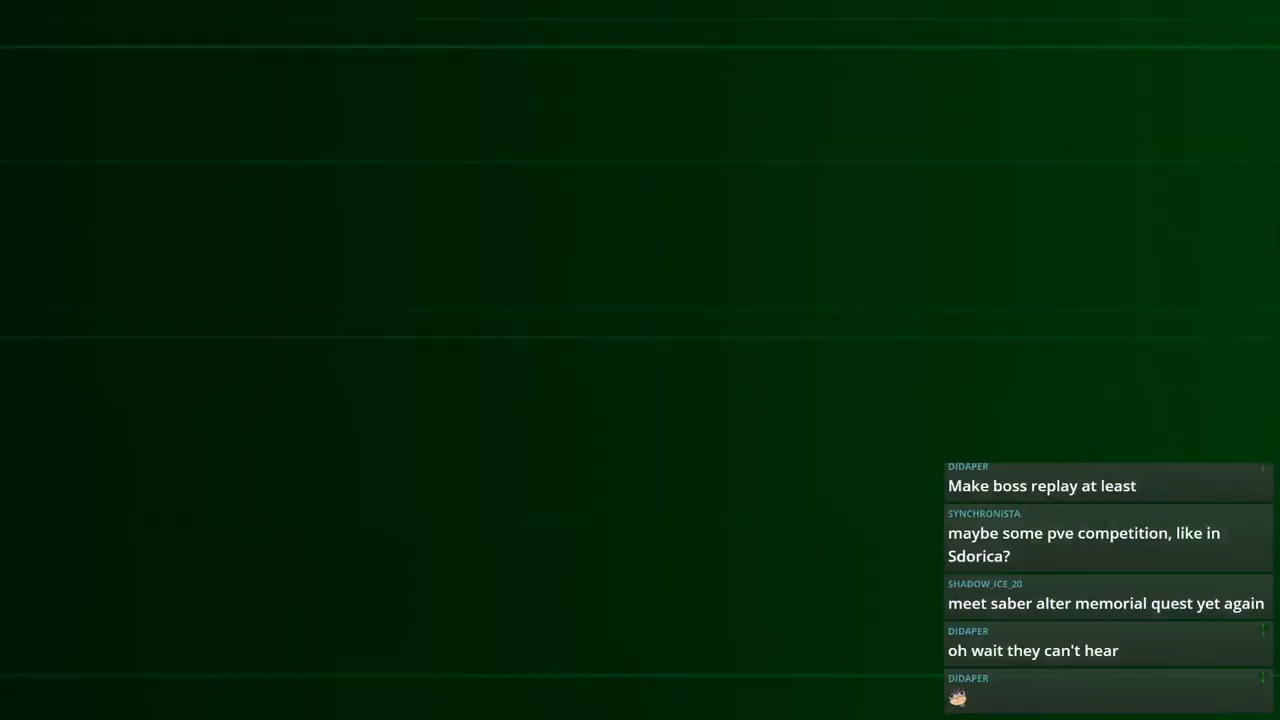 DIDAPER
Make boss replay at least
SYNCHRONISTA
maybe some pve competition, like in
Sdorica?
SHADOW_ICE_20
meet saber alter memorial quest yet again
DIDAPER
oh wait they can't hear
DIDAPER